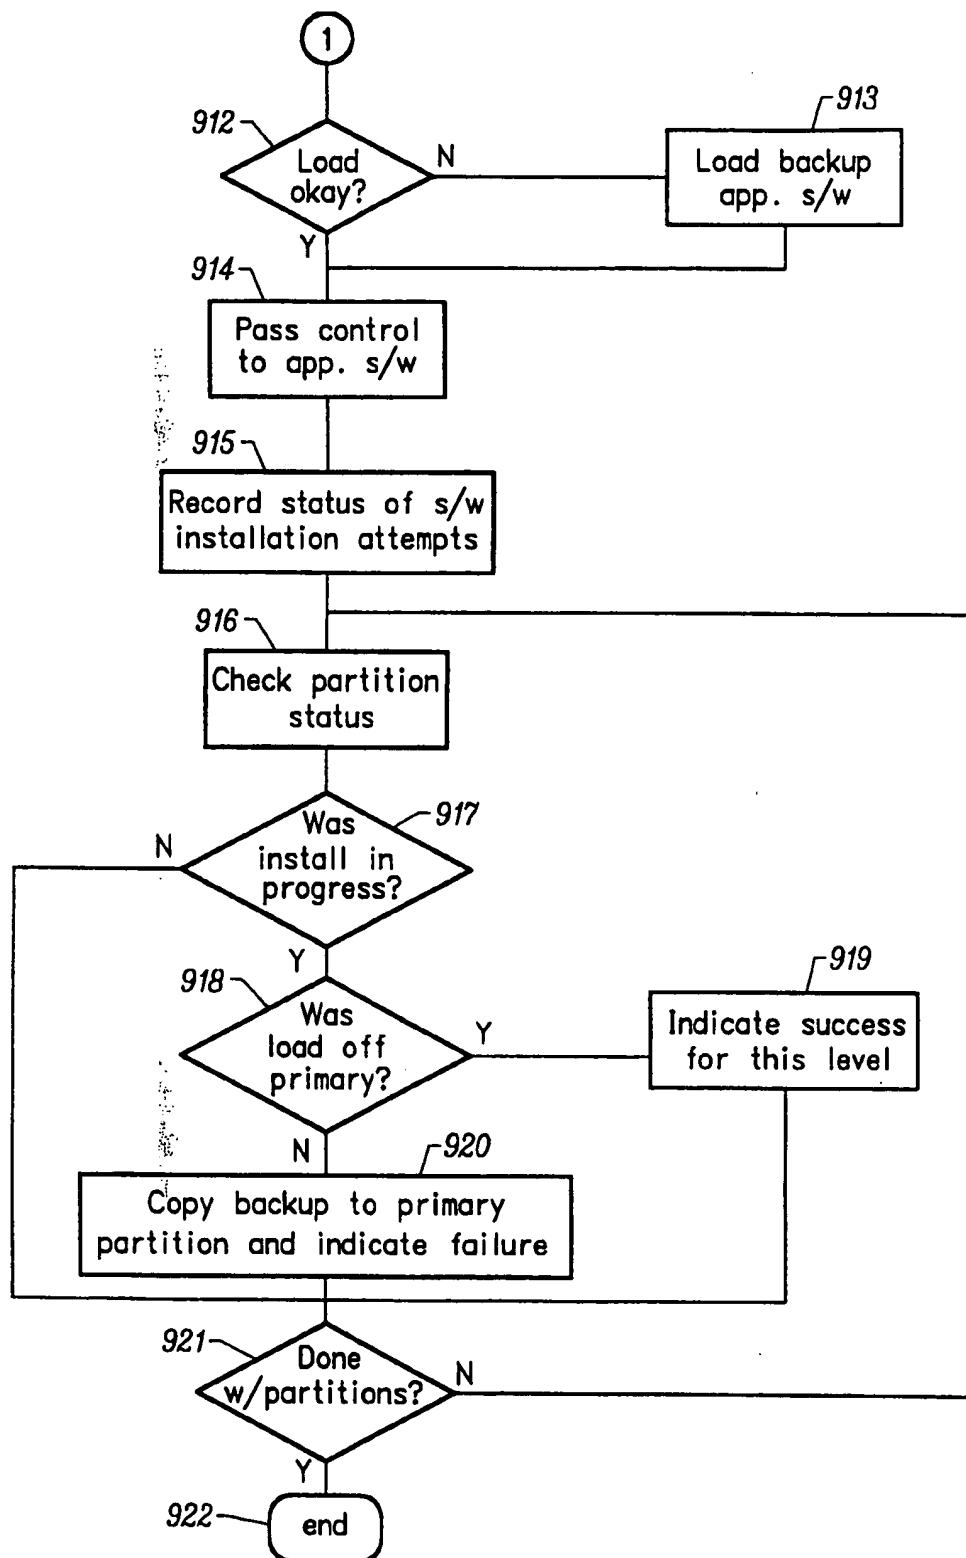 1
912
Load
okay?
N
913
Load backup
app. s/w
Y
914
Pass control
to app. s/w
915
Record status of s/w
installation attempts
916
Check partition
status
917
Was
install in
progress?
N
Y
918
Was
load off
primary?
Y
919
Indicate success
for this level
N
920
Copy backup to primary
partition and indicate failure
921
Done
w/partitions?
N
Y
922
end